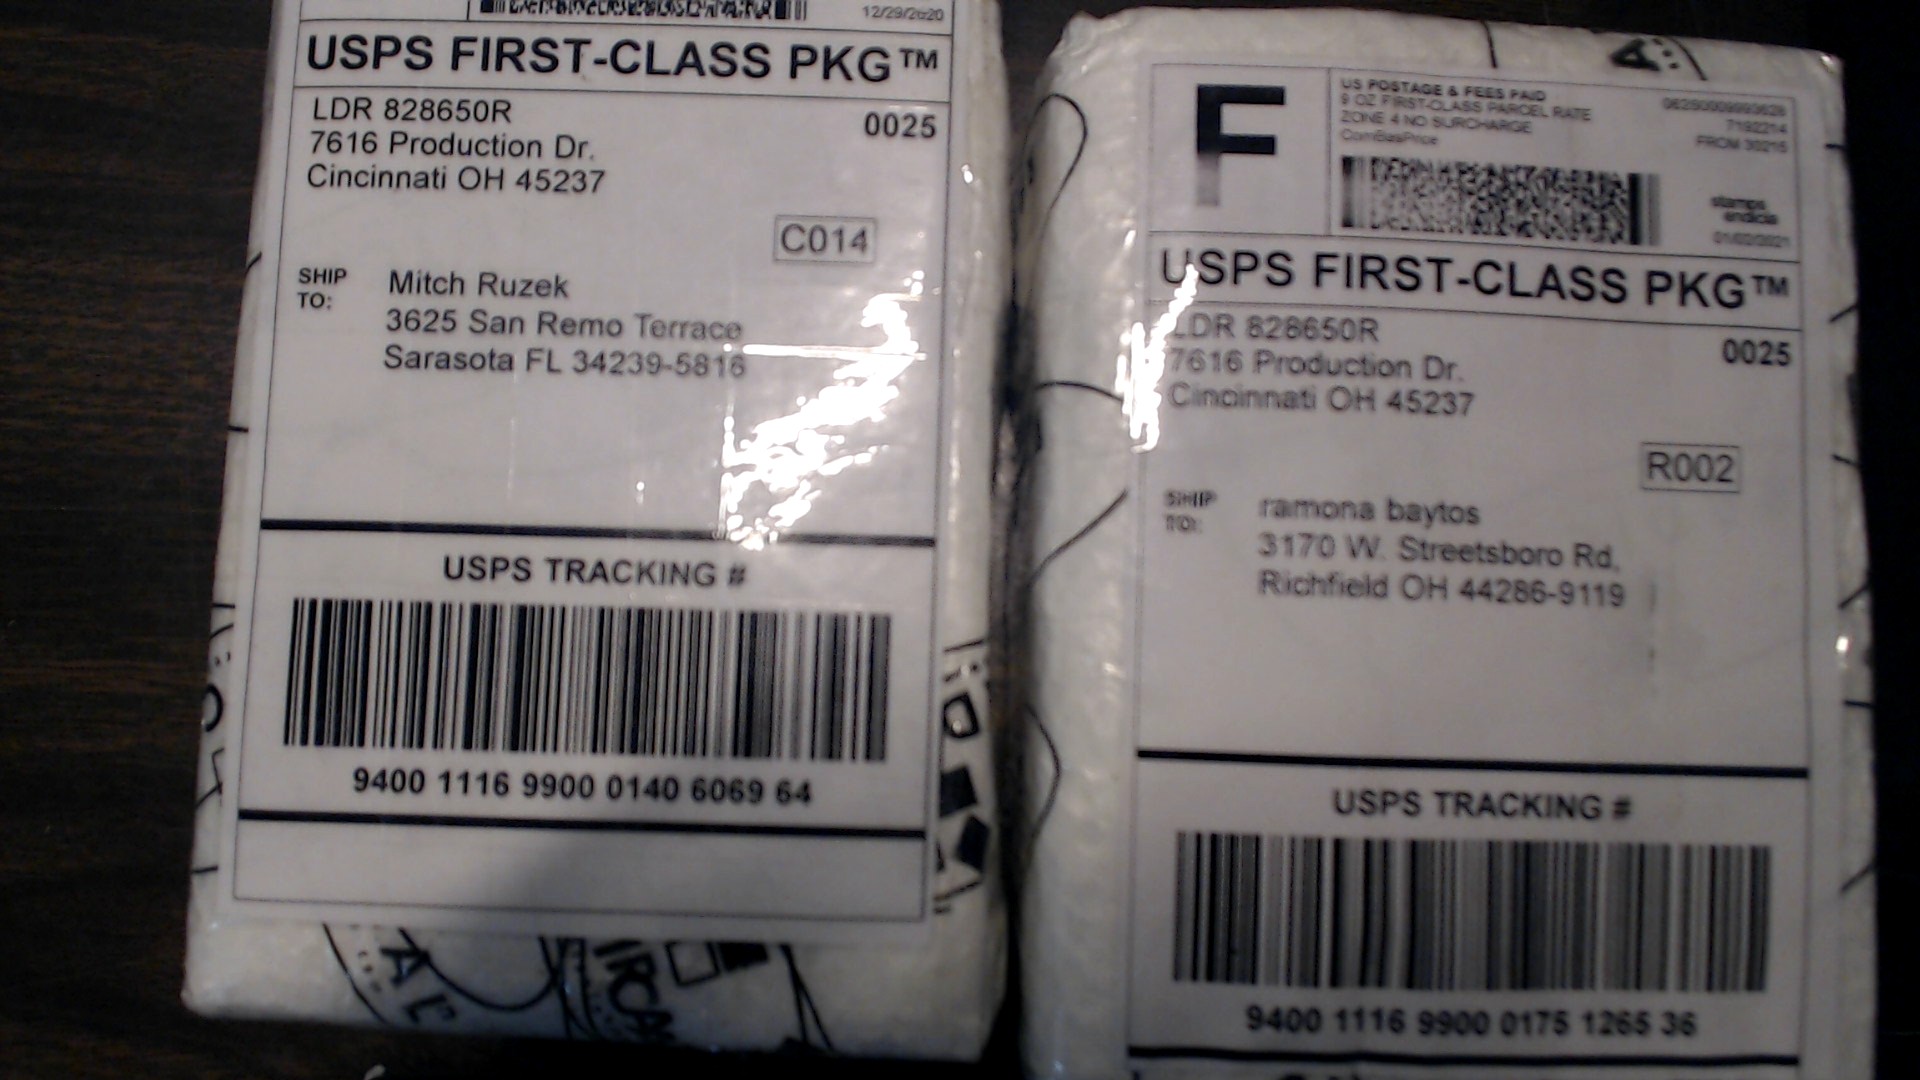 12/29/2020
USPS FIRST-CLASS PKG™
LDR 828650R
0025
7616 Production Dr.
Cincinnati OH 45237
C014
SHIP TO:
Mitch Ruzek
3625 San Remo Terrace
Sarasota FL 34239-5816
USPS TRACKING #
9400 1116 9900 0140 6069 64
F
US POSTAGE & FEES PAID
9 OZ FIRST-CLASS PARCEL RATE
ZONE 4 NO SURCHARGE
ComBasPrice
7192214
FROM 30215
stamps
endicia
01/02/2021
USPS FIRST-CLASS PKG™
LDR 828650R
0025
7616 Production Dr.
Cincinnati OH 45237
R002
SHIP TO:
ramona baytos
3170 W. Streetsboro Rd,
Richfield OH 44286-9119
USPS TRACKING #
9400 1116 9900 0175 1265 36